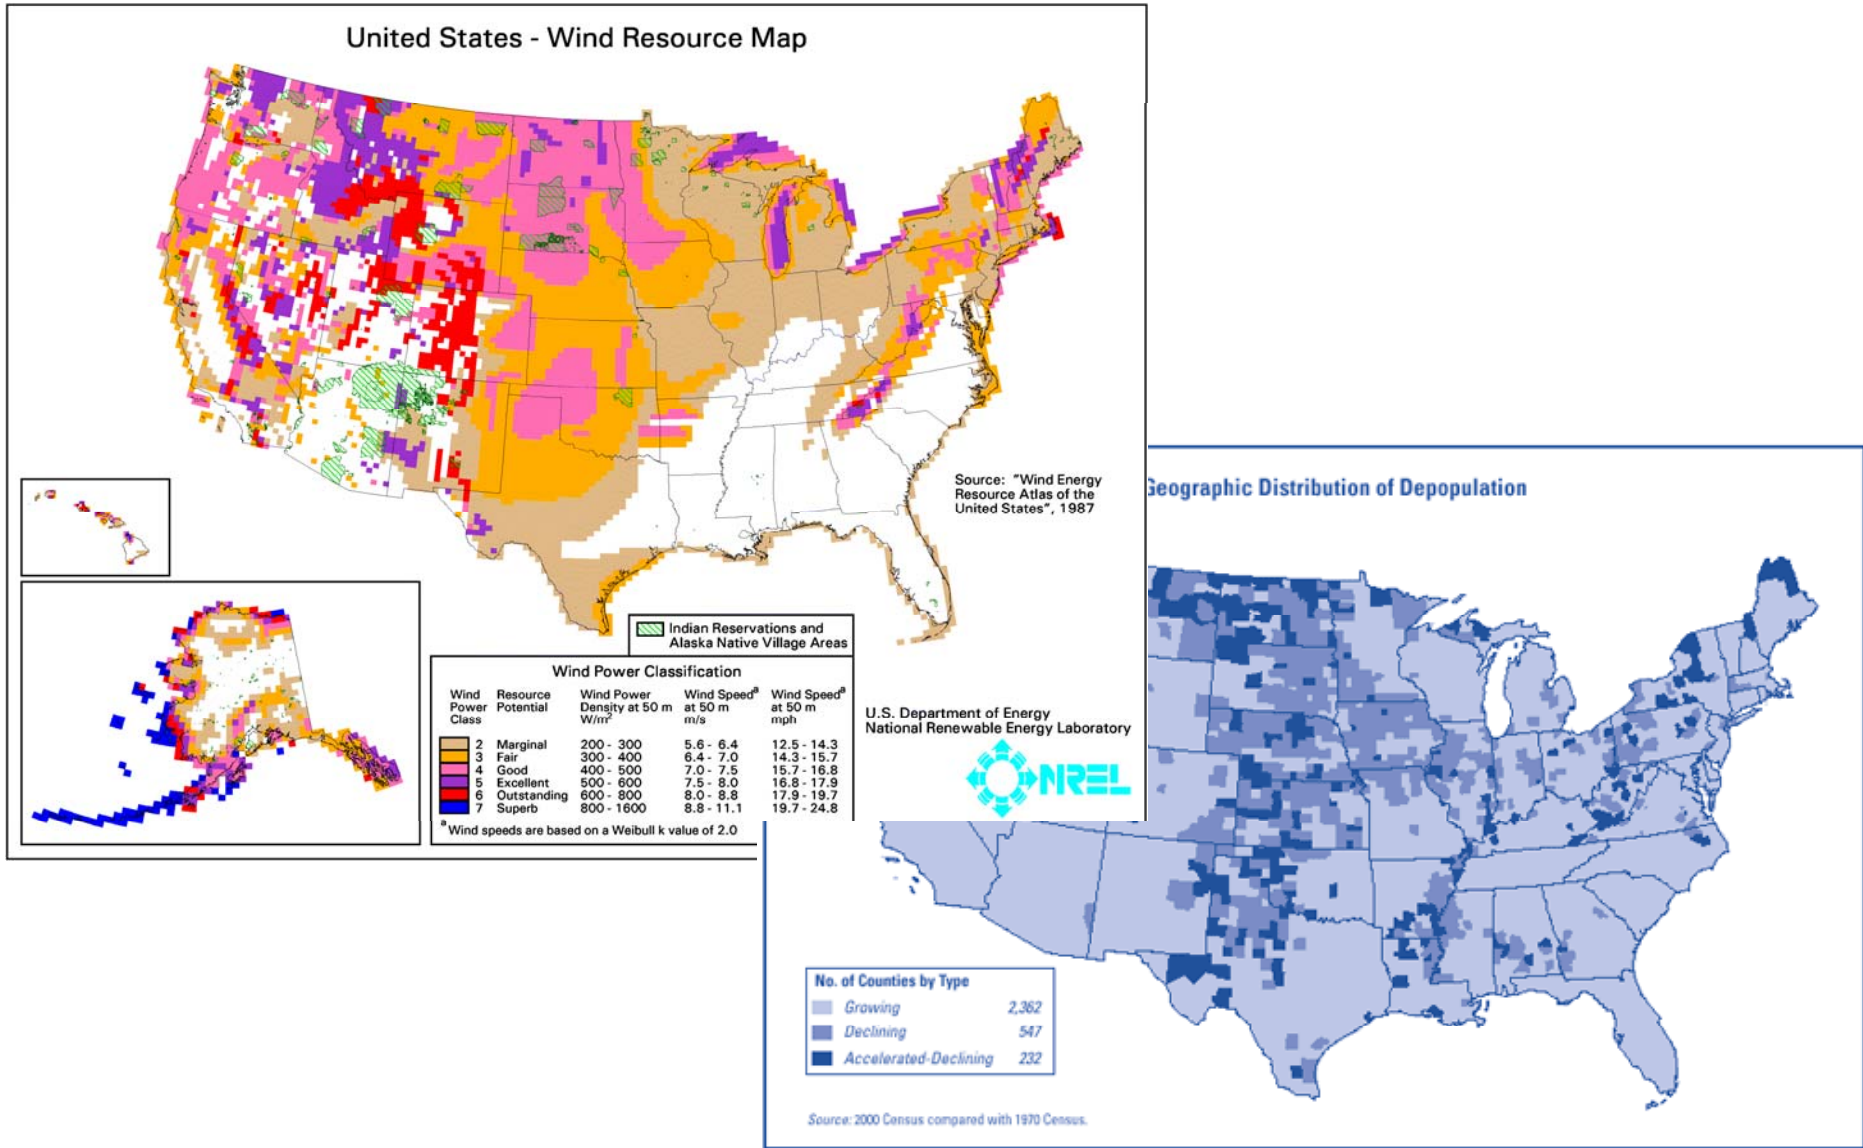 United States - Wind Resource Map
Source: "Wind Energy
Resource Atlas of the
United States", 1987
Indian Reservations and
Alaska Native Village Areas
Wind Power Classification
Wind Power Class Resource Potential Wind Power Density at 50 m W/m² Wind Speedᵃ at 50 m m/s Wind Speedᵃ at 50 m mph
2 Marginal 200 - 300 5.6 - 6.4 12.5 - 14.3
3 Fair 300 - 400 6.4 - 7.0 14.3 - 15.7
4 Good 400 - 500 7.0 - 7.5 15.7 - 16.8
5 Excellent 500 - 600 7.5 - 8.0 16.8 - 17.9
6 Outstanding 600 - 800 8.0 - 8.8 17.9 - 19.7
7 Superb 800 - 1600 8.8 - 11.1 19.7 - 24.8
ᵃ Wind speeds are based on a Weibull k value of 2.0
U.S. Department of Energy
National Renewable Energy Laboratory
NREL
Geographic Distribution of Depopulation
No. of Counties by Type
Growing 2,362
Declining 547
Accelerated-Declining 232
Source: 2000 Census compared with 1970 Census.